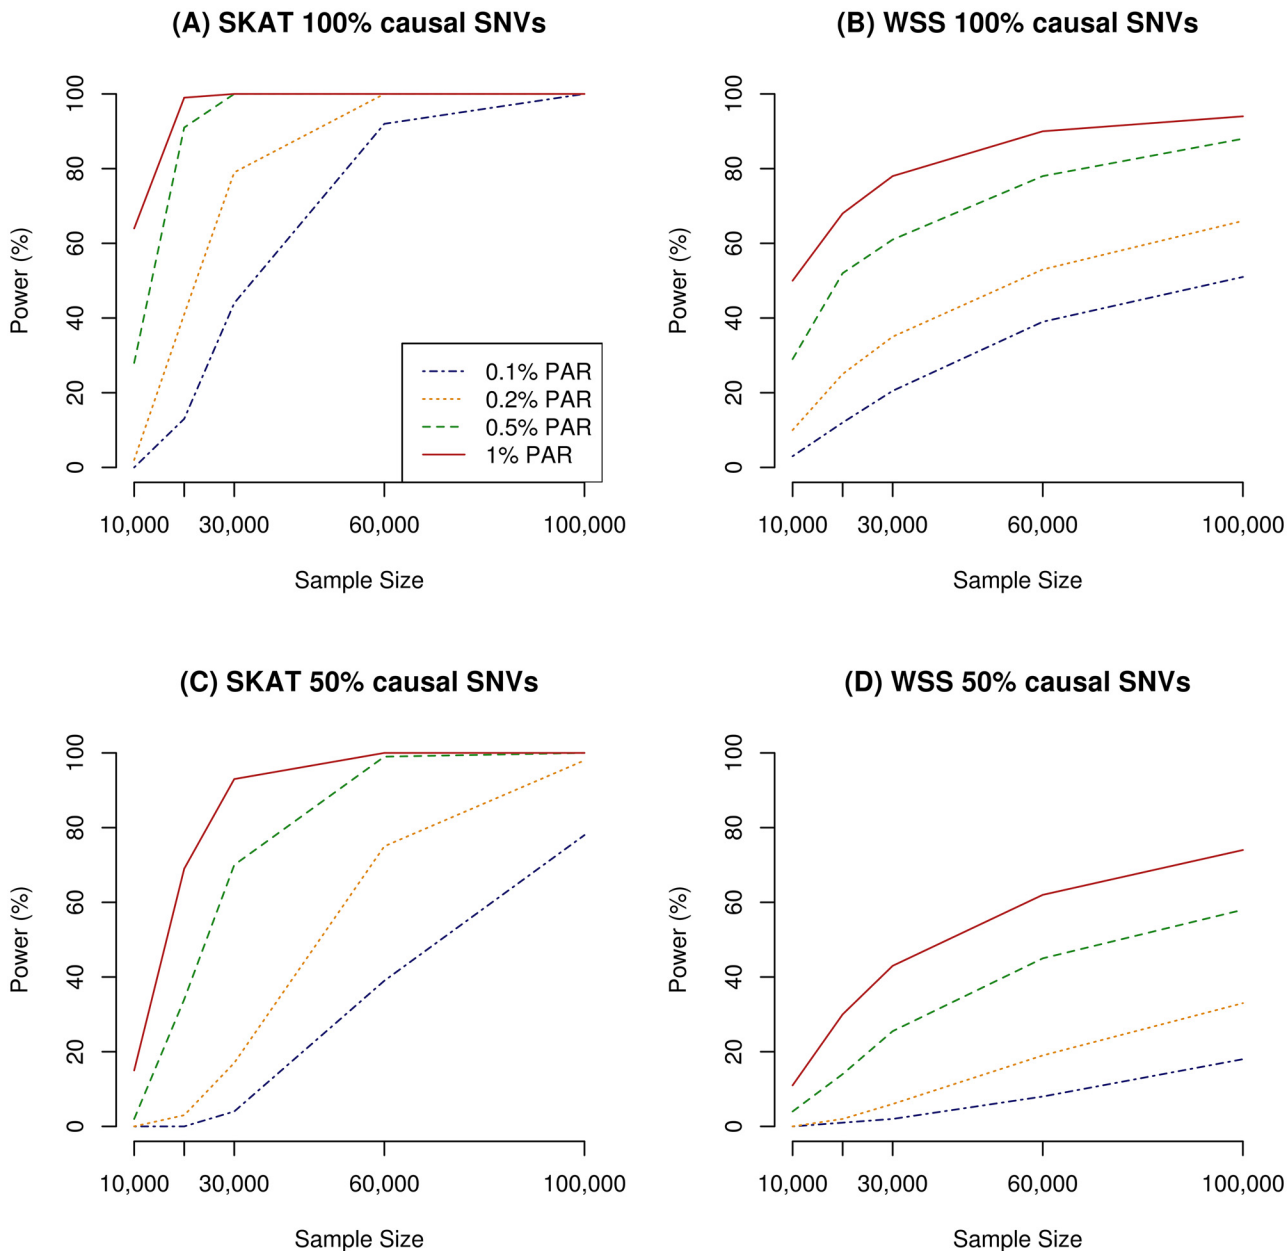 (A) SKAT 100% causal SNVs
Power (%)
100
80
60
40
20
0
0.1% PAR
0.2% PAR
0.5% PAR
1% PAR
10,000 30,000 60,000 100,000
Sample Size
(B) WSS 100% causal SNVs
Power (%)
100
80
60
40
20
0
10,000 30,000 60,000 100,000
Sample Size
(C) SKAT 50% causal SNVs
Power (%)
100
80
60
40
20
0
10,000 30,000 60,000 100,000
Sample Size
(D) WSS 50% causal SNVs
Power (%)
100
80
60
40
20
0
10,000 30,000 60,000 100,000
Sample Size